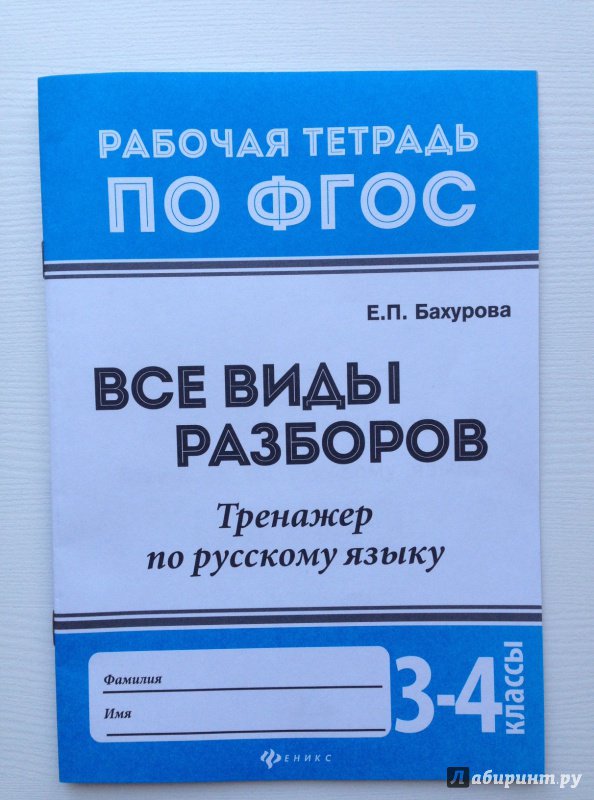 РАБОЧАЯ ТЕТРАДЬ
ПО ФГОС
Е.П. Бахурова
ВСЕ ВИДЫ
РАЗБОРОВ
Тренажер
по русскому языку
Фамилия
Имя
3-4
классы
ФЕНИКС
Лабиринт.ру